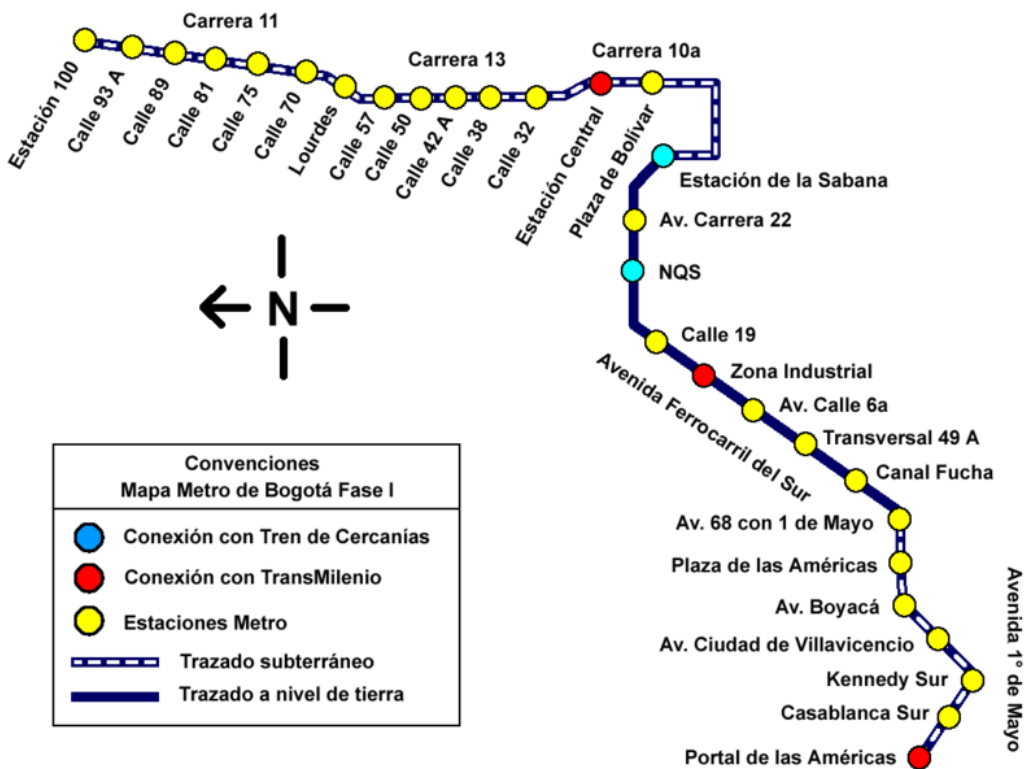 Carrera 11
Carrera 13
Carrera 10a
Estación 100
Calle 93 A
Calle 89
Calle 81
Calle 75
Calle 70
Lourdes
Calle 57
Calle 50
Calle 42 A
Calle 38
Calle 32
Estación Central
Plaza de Bolívar
Estación de la Sabana
Av. Carrera 22
NQS
Calle 19
Zona Industrial
Av. Calle 6a
Transversal 49 A
Canal Fucha
Avenida Ferrocarril del Sur
Av. 68 con 1 de Mayo
Plaza de las Américas
Av. Boyacá
Av. Ciudad de Villavicencio
Kennedy Sur
Casablanca Sur
Portal de las Américas
Avenida 1° de Mayo
N
Convenciones
Mapa Metro de Bogotá Fase I
Conexión con Tren de Cercanías
Conexión con TransMilenio
Estaciones Metro
Trazado subterráneo
Trazado a nivel de tierra